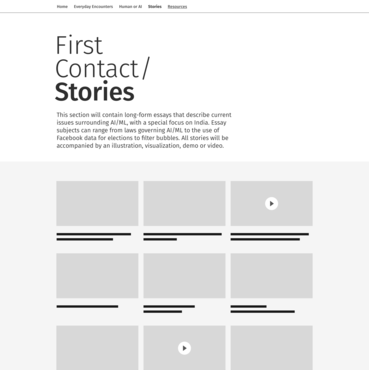 Home Everyday Encounters Human or AI Stories Resources
First
Contact/
Stories
This section will contain long-form essays that describe current
issues surrounding AI/ML, with a special focus on India. Essay
subjects can range from laws governing AI/ML to the use of
Facebook data for elections to filter bubbles. All stories will be
accompanied by an illustration, visualization, demo or video.